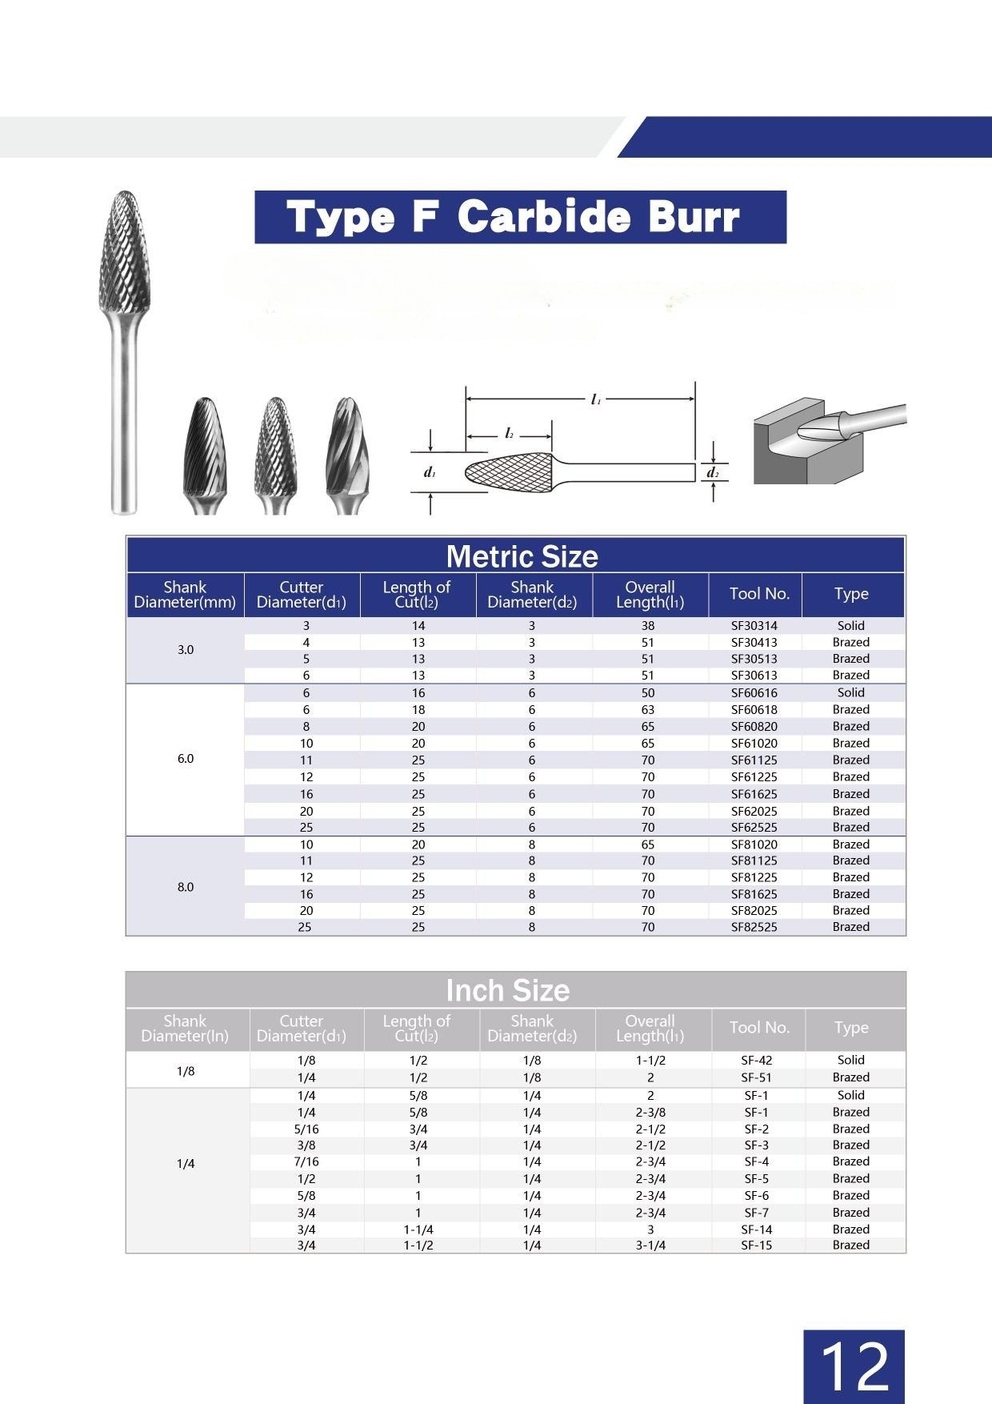 Type F Carbide Burr
l1
l2
d1
d2
Metric Size
Shank Diameter(mm) Cutter Diameter(d1) Length of Cut(l2) Shank Diameter(d2) Overall Length(l1) Tool No. Type
3.0
3 14 3 38 SF30314 Solid
4 13 3 51 SF30413 Brazed
5 13 3 51 SF30513 Brazed
6 13 3 51 SF30613 Brazed
6.0
6 16 6 50 SF60616 Solid
6 18 6 63 SF60618 Brazed
8 20 6 65 SF60820 Brazed
10 20 6 65 SF61020 Brazed
11 25 6 70 SF61125 Brazed
12 25 6 70 SF61225 Brazed
16 25 6 70 SF61625 Brazed
20 25 6 70 SF62025 Brazed
25 25 6 70 SF62525 Brazed
8.0
10 20 8 65 SF81020 Brazed
11 25 8 70 SF81125 Brazed
12 25 8 70 SF81225 Brazed
16 25 8 70 SF81625 Brazed
20 25 8 70 SF82025 Brazed
25 25 8 70 SF82525 Brazed
Inch Size
Shank Diameter(In) Cutter Diameter(d1) Length of Cut(l2) Shank Diameter(d2) Overall Length(l1) Tool No. Type
1/8
1/8 1/2 1/8 1-1/2 SF-42 Solid
1/4 1/2 1/8 2 SF-51 Brazed
1/4
1/4 5/8 1/4 2 SF-1 Solid
1/4 5/8 1/4 2-3/8 SF-1 Brazed
5/16 3/4 1/4 2-1/2 SF-2 Brazed
3/8 3/4 1/4 2-1/2 SF-3 Brazed
7/16 1 1/4 2-3/4 SF-4 Brazed
1/2 1 1/4 2-3/4 SF-5 Brazed
5/8 1 1/4 2-3/4 SF-6 Brazed
3/4 1 1/4 2-3/4 SF-7 Brazed
3/4 1-1/4 1/4 3 SF-14 Brazed
3/4 1-1/2 1/4 3-1/4 SF-15 Brazed
12